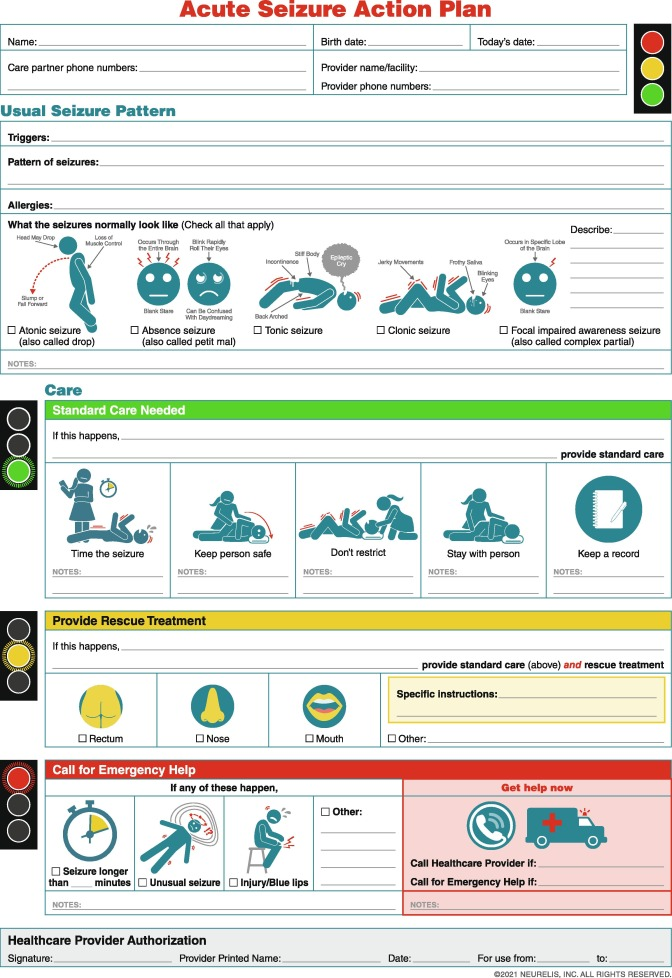 Acute Seizure Action Plan
Name:
Birth date:
Today's date:
Care partner phone numbers:
Provider name/facility:
Provider phone numbers:
Usual Seizure Pattern
Triggers:
Pattern of seizures:
Allergies:
What the seizures normally look like (Check all that apply)
Describe:
Head May Drop
Loss of
Muscle Control
Slump or
Fall Forward
Atonic seizure
(also called drop)
Occurs Through
the Entire Brain
Blink Rapidly
Roll Their Eyes
Blank Stare
Can Be Confused
With Daydreaming
Absence seizure
(also called petit mal)
Incontinence
Stiff Body
Epileptic
Cry
Back Arched
Tonic seizure
Jerky Movements
Frothy Saliva
Blinking
Eyes
Clonic seizure
Occurs in Specific Lobe
of the Brain
Blank Stare
Focal impaired awareness seizure
(also called complex partial)
NOTES:
Care
Standard Care Needed
If this happens,
provide standard care
Time the seizure
Keep person safe
Don't restrict
Stay with person
Keep a record
NOTES:
NOTES:
NOTES:
NOTES:
NOTES:
Provide Rescue Treatment
If this happens,
provide standard care (above) and rescue treatment
Rectum
Nose
Mouth
Specific instructions:
Other:
Call for Emergency Help
If any of these happen,
Get help now
Seizure longer
than ____ minutes
Unusual seizure
Injury/Blue lips
Other:
Call Healthcare Provider if:
Call for Emergency Help if:
NOTES:
NOTES:
Healthcare Provider Authorization
Signature:
Provider Printed Name:
Date:
For use from:
to:
©2021 NEURELIS, INC. ALL RIGHTS RESERVED.